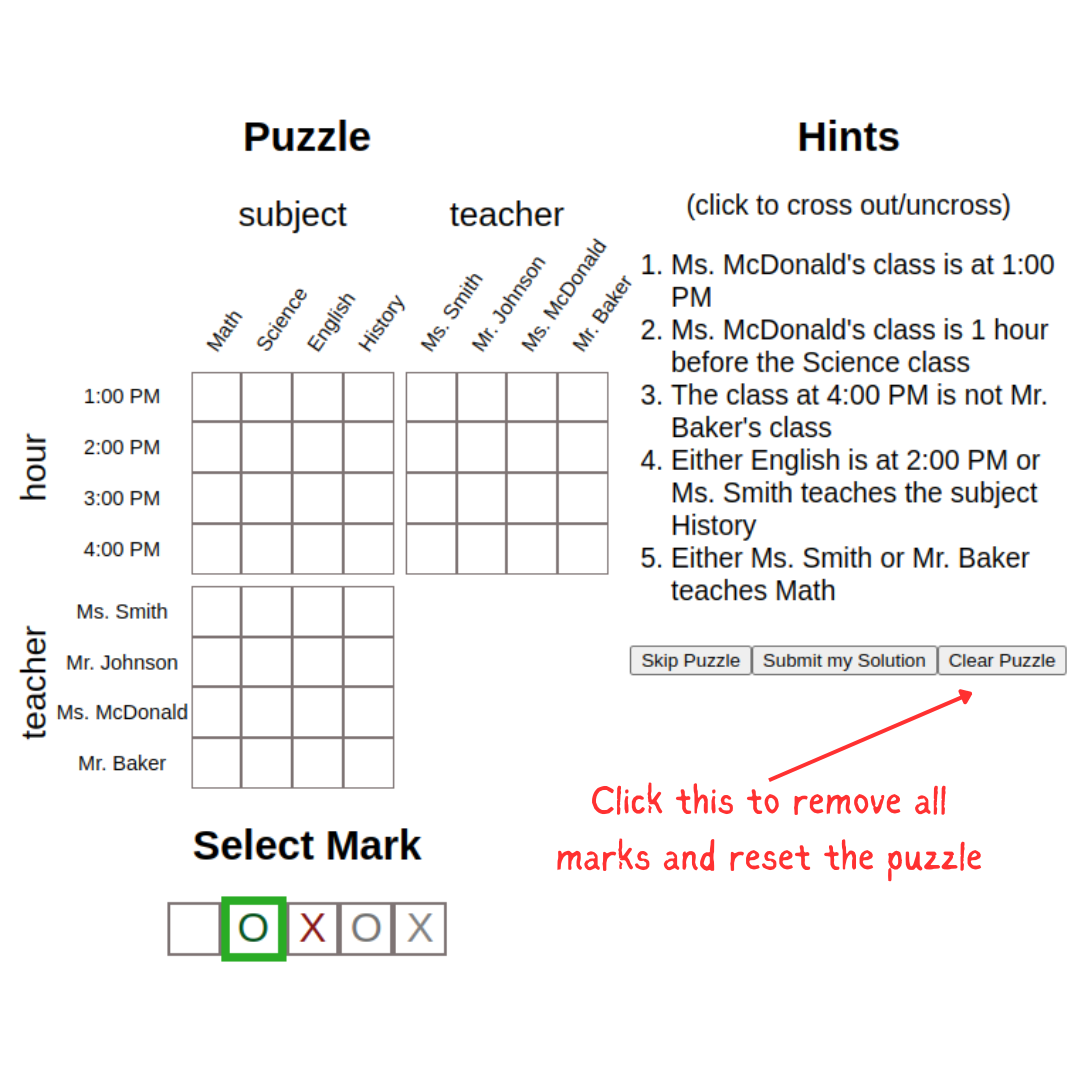 Puzzle
subject
teacher
Math
Science
English
History
Ms. Smith
Mr. Johnson
Ms. McDonald
Mr. Baker
hour
1:00 PM
2:00 PM
3:00 PM
4:00 PM
teacher
Ms. Smith
Mr. Johnson
Ms. McDonald
Mr. Baker
Select Mark
O X O X
Hints
(click to cross out/uncross)
1. Ms. McDonald's class is at 1:00
PM
2. Ms. McDonald's class is 1 hour
before the Science class
3. The class at 4:00 PM is not Mr.
Baker's class
4. Either English is at 2:00 PM or
Ms. Smith teaches the subject
History
5. Either Ms. Smith or Mr. Baker
teaches Math
Skip Puzzle Submit my Solution Clear Puzzle
Click this to remove all
marks and reset the puzzle